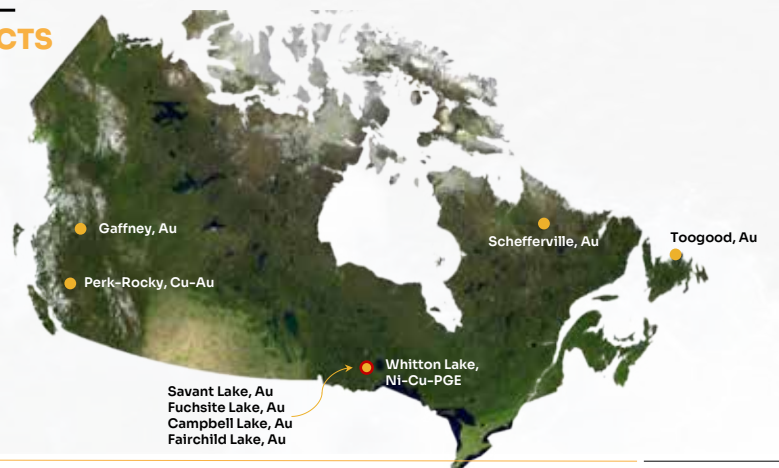 CTS
Gaffney, Au
Perk-Rocky, Cu-Au
Schefferville, Au
Toogood, Au
Whitton Lake,
Ni-Cu-PGE
Savant Lake, Au
Fuchsite Lake, Au
Campbell Lake, Au
Fairchild Lake, Au